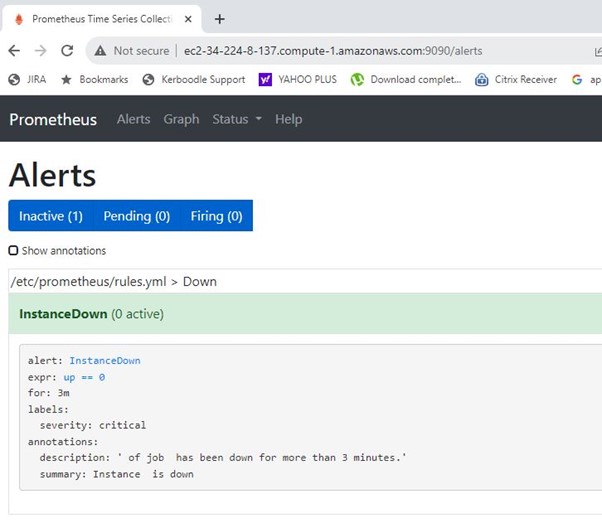 Prometheus Time Series Collecti
Not secure | ec2-34-224-8-137.compute-1.amazonaws.com:9090/alerts
JIRA Bookmarks Kerboodle Support YAHOO PLUS Download complet... Citrix Receiver ap
Prometheus Alerts Graph Status Help
Alerts
Inactive (1) Pending (0) Firing (0)
Show annotations
/etc/prometheus/rules.yml > Down
InstanceDown (0 active)
alert: InstanceDown
expr: up == 0
for: 3m
labels:
severity: critical
annotations:
description: ' of job  has been down for more than 3 minutes.'
summary: Instance  is down